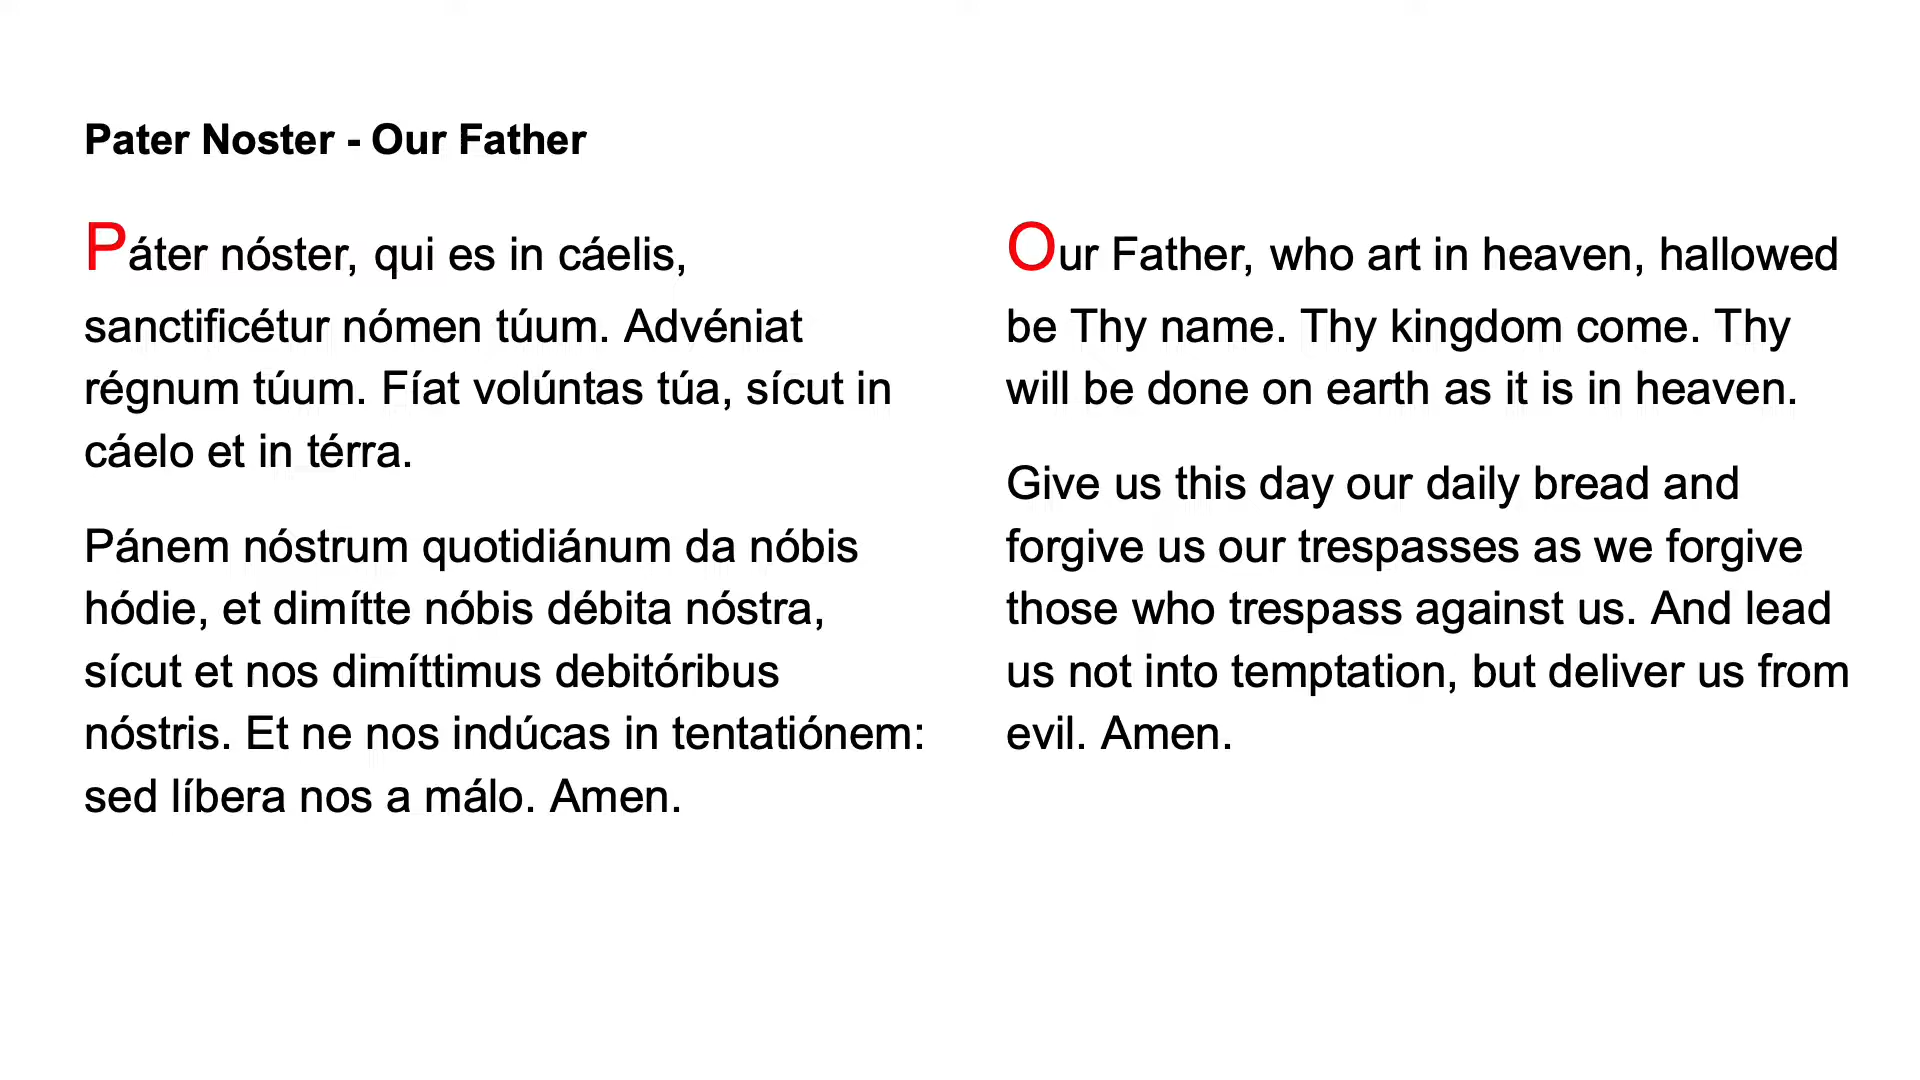 Pater Noster - Our Father
Páter nóster, qui es in cáelis,
sanctificétur nómen túum. Advéniat
régnum túum. Fíat volúntas túa, sícut in
cáelo et in térra.
Pánem nóstrum quotidiánum da nóbis
hódie, et dimítte nóbis débita nóstra,
sícut et nos dimíttimus debitóribus
nóstris. Et ne nos indúcas in tentatiónem:
sed líbera nos a málo. Amen.
Our Father, who art in heaven, hallowed
be Thy name. Thy kingdom come. Thy
will be done on earth as it is in heaven.
Give us this day our daily bread and
forgive us our trespasses as we forgive
those who trespass against us. And lead
us not into temptation, but deliver us from
evil. Amen.